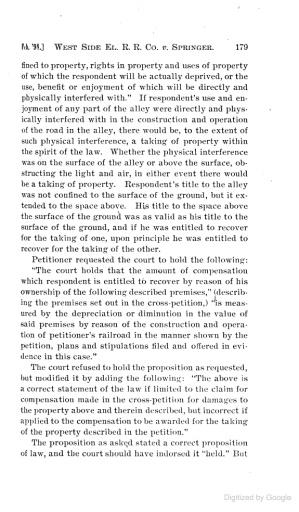 Feb. '98.] WEST SIDE EL. R. R. CO. v. SPRINGER. 179
fined to property, rights in property and uses of property
of which the respondent will be actually deprived, or the
use, benefit or enjoyment of which will be directly and
physically interfered with." If respondent's use and en-
joyment of any part of the alley were directly and phys-
ically interfered with in the construction and operation
of the road in the alley, there would be, to the extent of
such physical interference, a taking of property within
the spirit of the law. Whether the physical interference
was on the surface of the alley or above the surface, ob-
structing the light and air, in either event there would
be a taking of property. Respondent's title to the alley
was not confined to the surface of the ground, but it ex-
tended to the space above. His title to the space above
the surface of the ground was as valid as his title to the
surface of the ground, and if he was entitled to recover
for the taking of one, upon principle he was entitled to
recover for the taking of the other.
Petitioner requested the court to hold the following:
"The court holds that the amount of compensation
which respondent is entitled to recover by reason of his
ownership of the following described premises," (describ-
ing the premises set out in the cross-petition,) "is meas-
ured by the depreciation or diminution in the value of
said premises by reason of the construction and opera-
tion of petitioner's railroad in the manner shown by the
petition, plans and stipulations filed and offered in evi-
dence in this case."
The court refused to hold the proposition as requested,
but modified it by adding the following: "The above is
a correct statement of the law if limited to the claim for
compensation made in the cross-petition for damages to
the property above and therein described, but incorrect if
applied to the compensation to be awarded for the taking
of the property described in the petition."
The proposition as asked stated a correct proposition
of law, and the court should have indorsed it "held." But
Digitized by Google